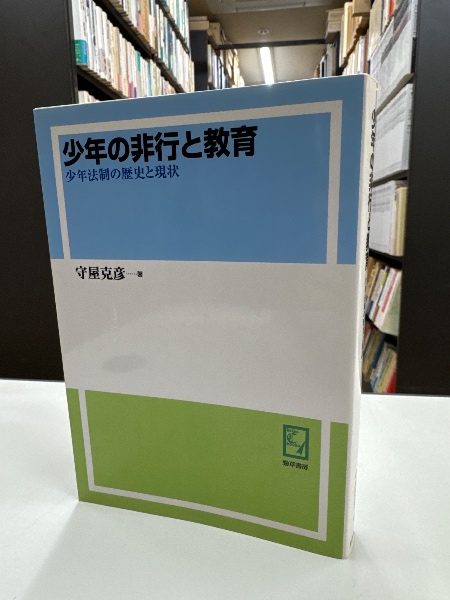 少年の非行と教育
少年法制の歴史と現状
守屋克彦……著
勁草書房